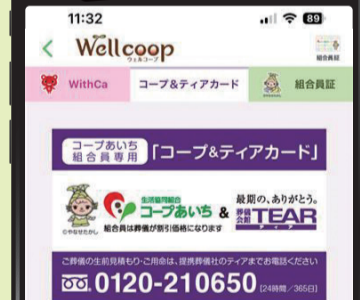 11:32
89
Wellcoop
ウェルコープ
組合員証
WithCa
コープ&ティアカード
組合員証
コープあいち
組合員専用
「コープ&ティアカード」
©やなせたかし
生活協同組合
コープあいち
&
最期の、ありがとう。
葬儀会館
TEAR
ティア
組合員は葬儀が割引価格になります
ご葬儀の生前見積もり・ご用命は、提携葬儀社のティアまでお電話ください
0120-210650 [24時間/365日]